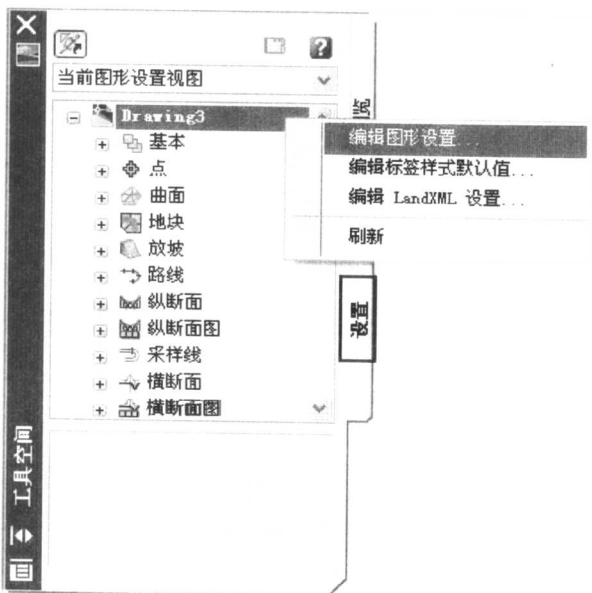 当前图形设置视图
Drawing3
基本
点
曲面
地块
放坡
路线
纵断面
纵断面图
采样线
横断面
横断面图
编辑图形设置...
编辑标签样式默认值...
编辑 LandXML 设置...
刷新
览
设置
工具空间